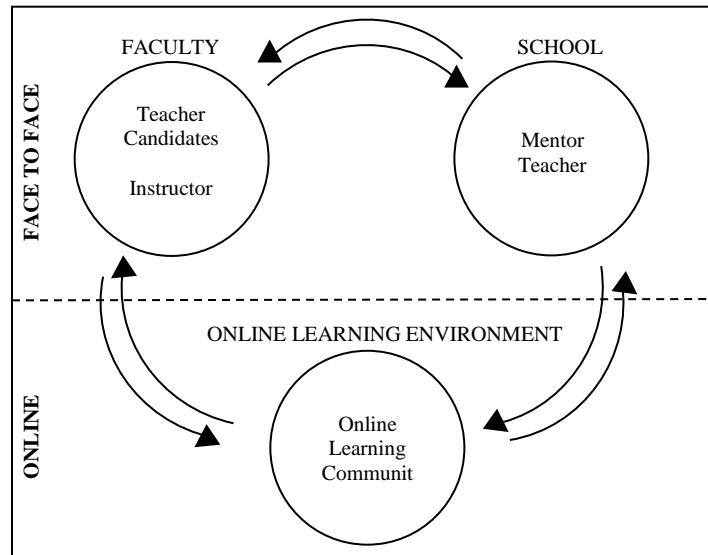 FACULTY
SCHOOL
FACE TO FACE
Teacher
Candidates
Instructor
Mentor
Teacher
ONLINE LEARNING ENVIRONMENT
ONLINE
Online
Learning
Communit